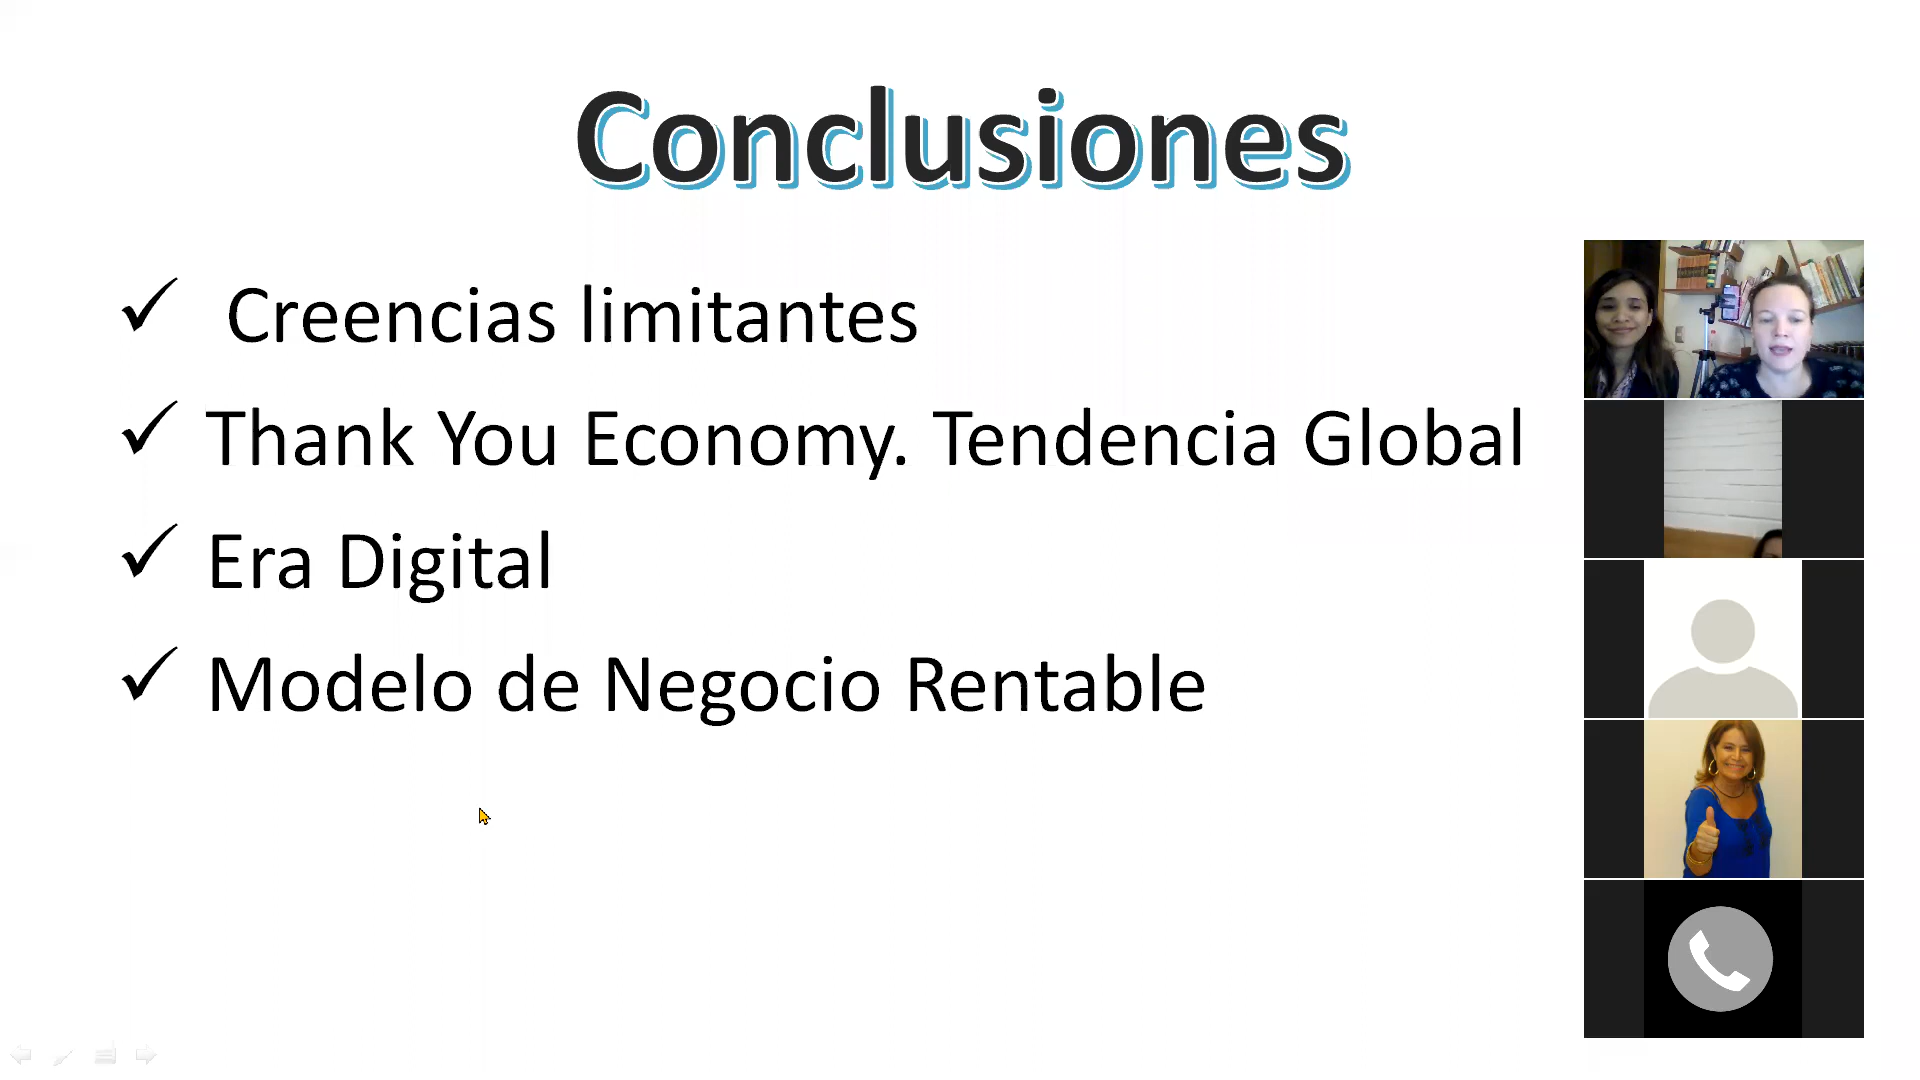 Conclusiones
✓ Creencias limitantes
✓ Thank You Economy. Tendencia Global
✓ Era Digital
✓ Modelo de Negocio Rentable